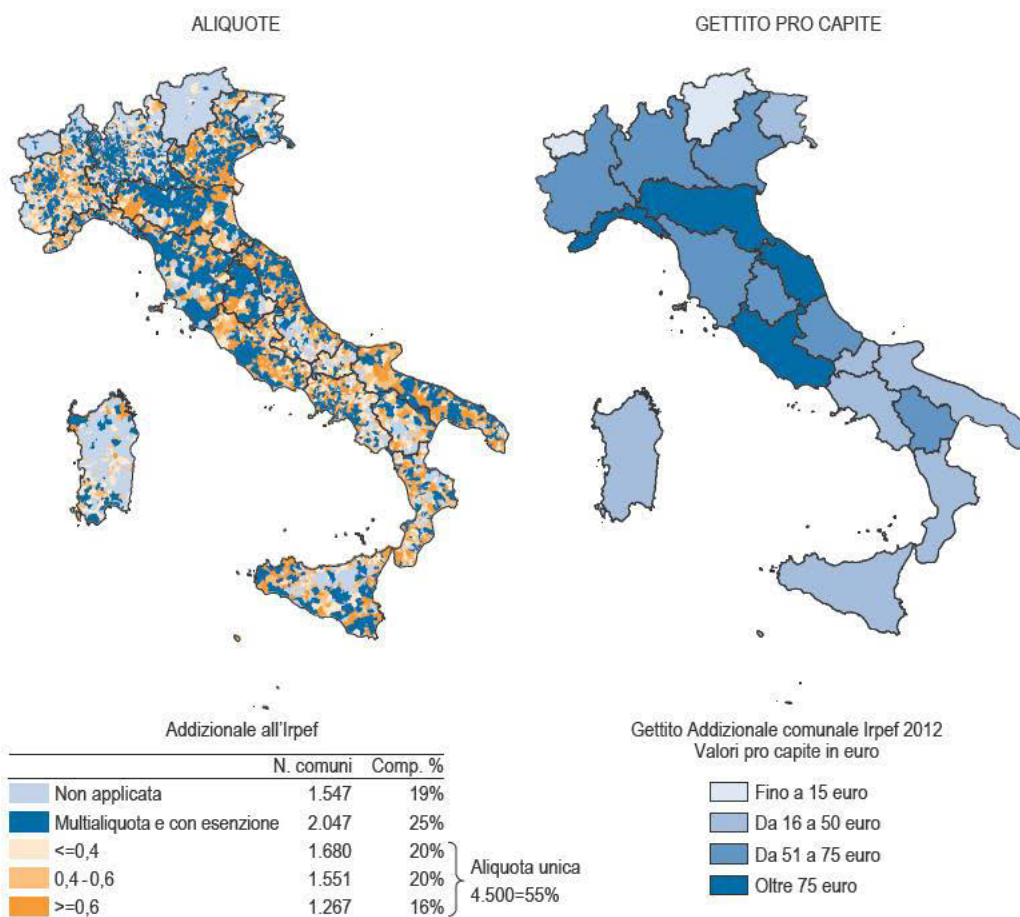 ALIQUOTE
GETTITO PRO CAPITE
Addizionale all'Irpef
N. comuni Comp. %
Non applicata 1.547 19%
Multialiquota e con esenzione 2.047 25%
<=0,4 1.680 20%
0,4-0,6 1.551 20%
>=0,6 1.267 16%
Aliquota unica
4.500=55%
Gettito Addizionale comunale Irpef 2012
Valori pro capite in euro
Fino a 15 euro
Da 16 a 50 euro
Da 51 a 75 euro
Oltre 75 euro